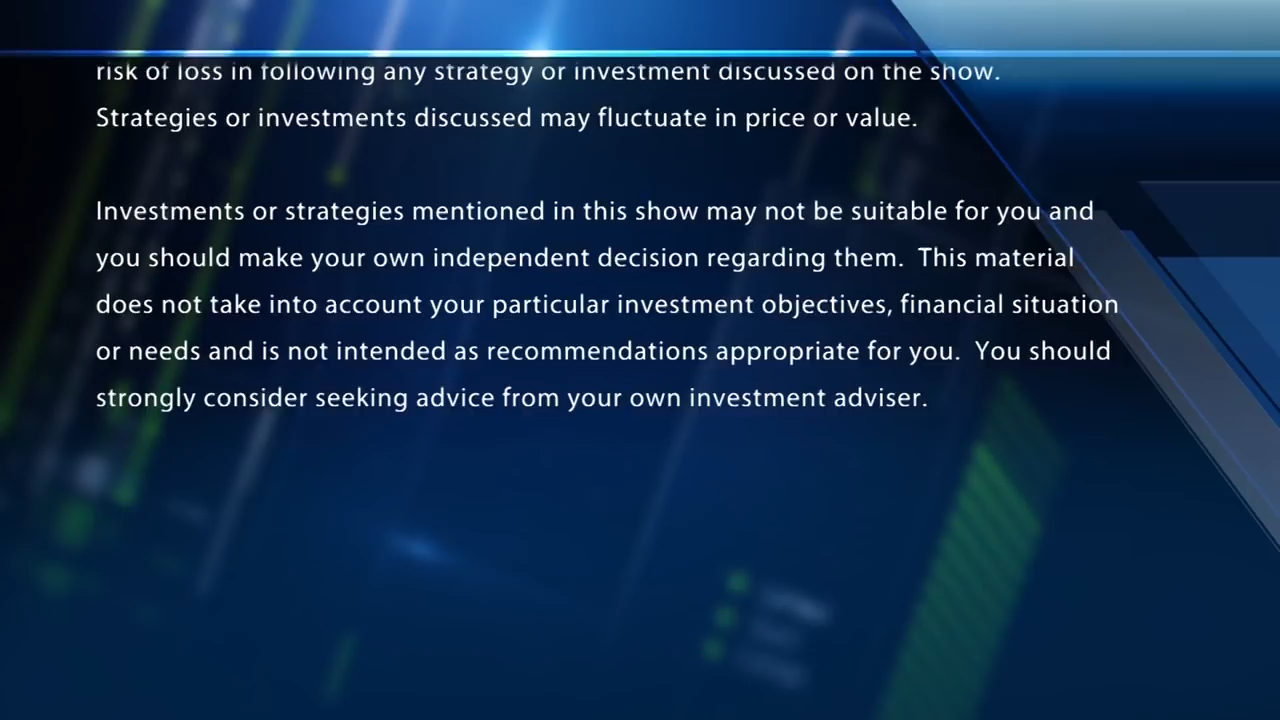 risk of loss in following any strategy or investment discussed on the show.
Strategies or investments discussed may fluctuate in price or value.
Investments or strategies mentioned in this show may not be suitable for you and
you should make your own independent decision regarding them.  This material
does not take into account your particular investment objectives, financial situation
or needs and is not intended as recommendations appropriate for you.  You should
strongly consider seeking advice from your own investment adviser.